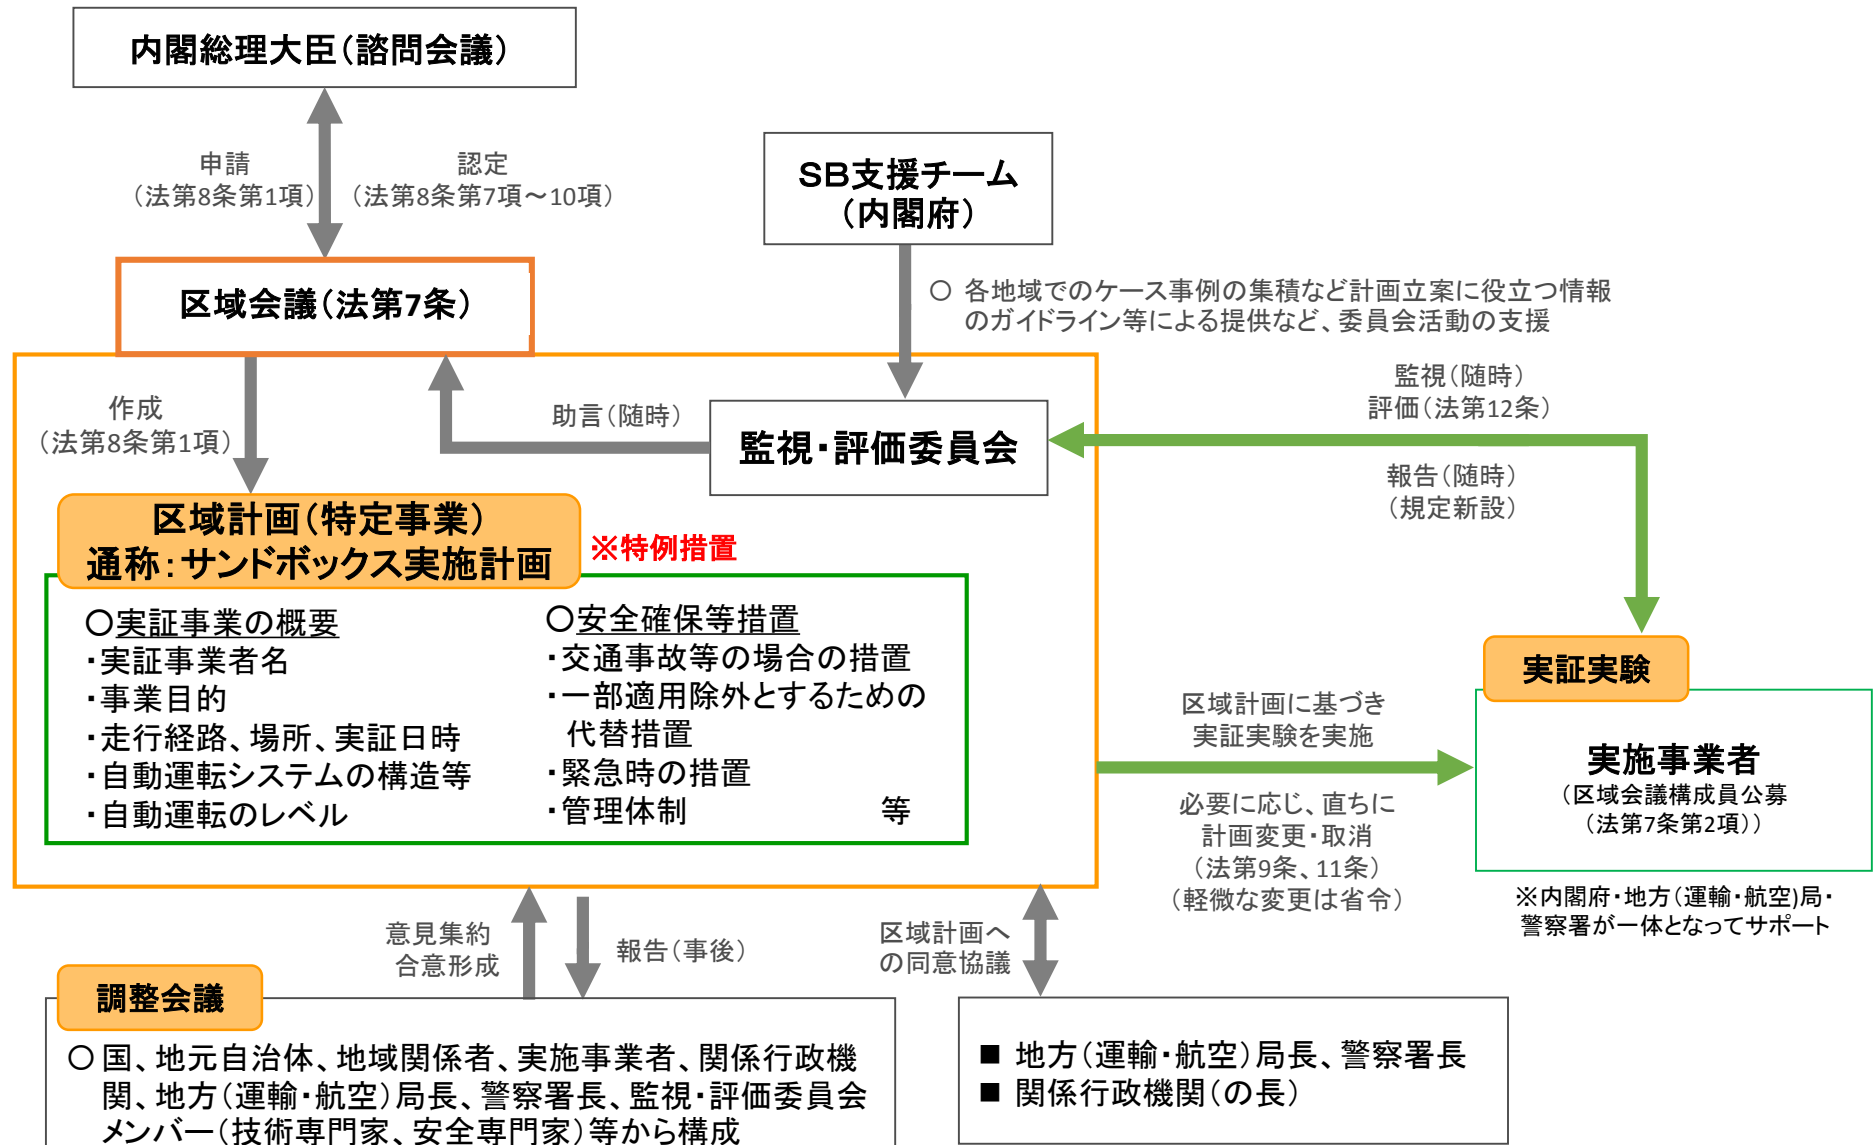 内閣総理大臣（諮問会議）
申請
（法第8条第1項）
認定
（法第8条第7項～10項）
SB支援チーム
（内閣府）
区域会議（法第7条）
○ 各地域でのケース事例の集積など計画立案に役立つ情報
のガイドライン等による提供など、委員会活動の支援
作成
（法第8条第1項）
助言（随時）
監視・評価委員会
監視（随時）
評価（法第12条）
報告（随時）
（規定新設）
区域計画（特定事業）
通称：サンドボックス実施計画
※特例措置
○実証事業の概要
・実証事業者名
・事業目的
・走行経路、場所、実証日時
・自動運転システムの構造等
・自動運転のレベル
○安全確保等措置
・交通事故等の場合の措置
・一部適用除外とするための
代替措置
・緊急時の措置
・管理体制　　　　　　等
区域計画に基づき
実証実験を実施
必要に応じ、直ちに
計画変更・取消
（法第9条、11条）
（軽微な変更は省令）
実証実験
実施事業者
（区域会議構成員公募
（法第7条第2項））
※内閣府・地方（運輸・航空)局・
警察署が一体となってサポート
意見集約
合意形成
報告（事後）
区域計画へ
の同意協議
調整会議
○ 国、地元自治体、地域関係者、実施事業者、関係行政機
関、地方（運輸・航空）局長、警察署長、監視・評価委員会
メンバー（技術専門家、安全専門家）等から構成
■ 地方（運輸・航空）局長、警察署長
■ 関係行政機関（の長）